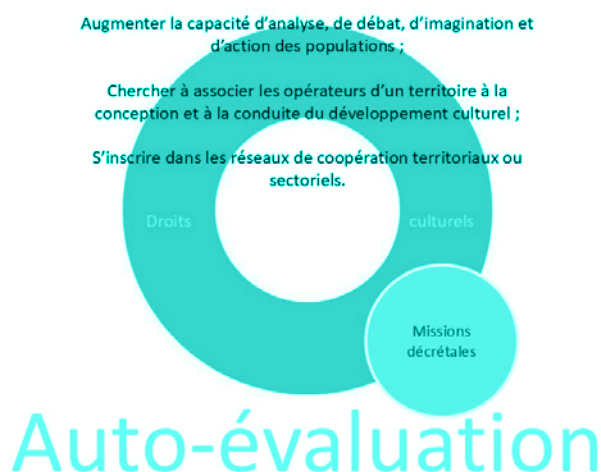 Augmenter la capacité d'analyse, de débat, d'imagination et
d'action des populations ;
Chercher à associer les opérateurs d'un territoire à la
conception et à la conduite du développement culturel ;
S'inscrire dans les réseaux de coopération territoriaux ou
sectoriels.
Droits culturels
Missions
décrétales
Auto-évaluation